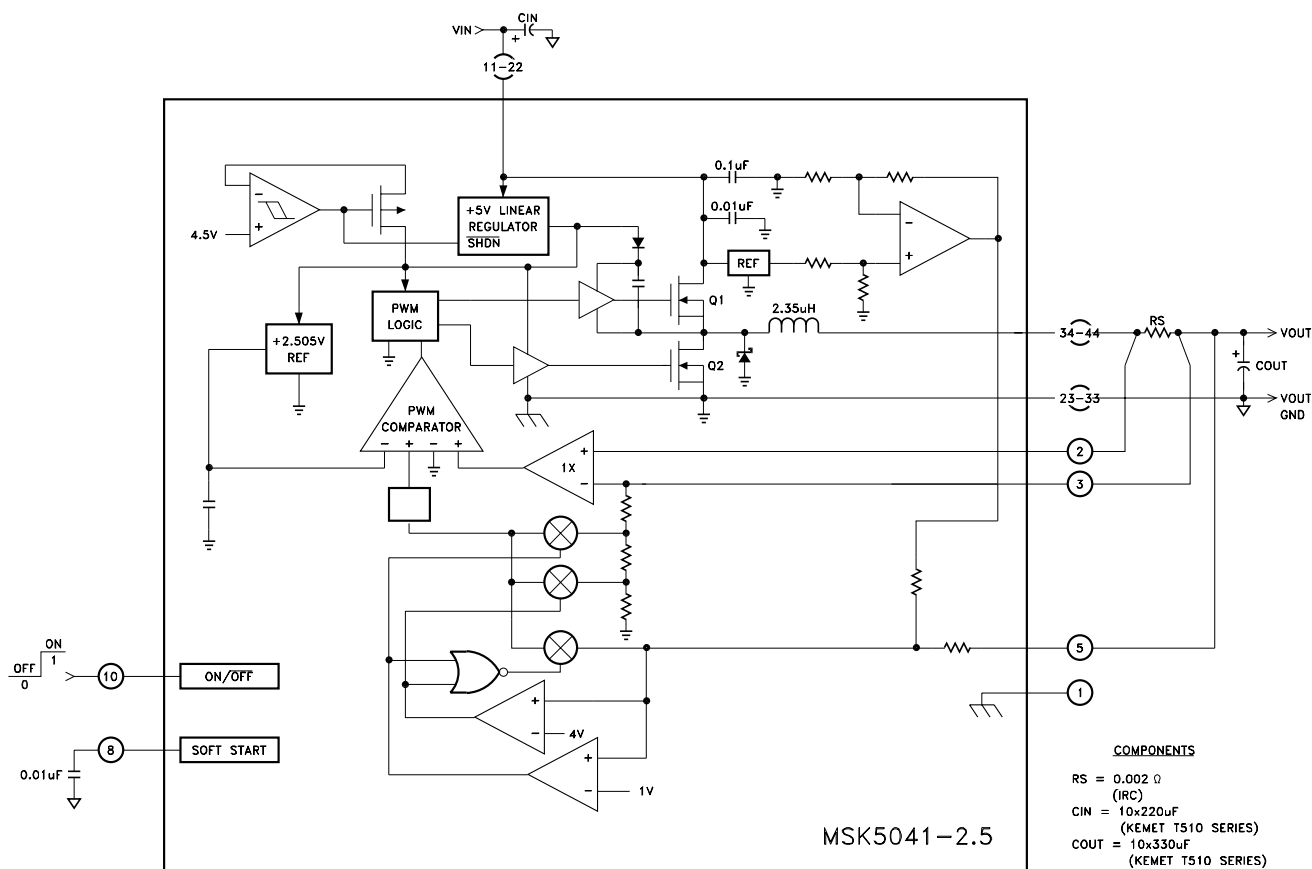 CIN
VIN
+
11-22
0.1uF
0.01uF
+5V LINEAR
REGULATOR
SHDN
4.5V
-
+
-
+
REF
PWM
LOGIC
Q1
2.35uH
+2.505V
REF
Q2
34-44
RS
VOUT
+
COUT
23-33
VOUT
GND
PWM
COMPARATOR
- + - +
1X
+
-
2
3
ON
OFF
1
0
10
ON/OFF
5
1
+
-
4V
+
-
1V
8
SOFT START
0.01uF
COMPONENTS
RS = 0.002 Ω
(IRC)
CIN = 10x220uF
(KEMET T510 SERIES)
COUT = 10x330uF
(KEMET T510 SERIES)
MSK5041-2.5